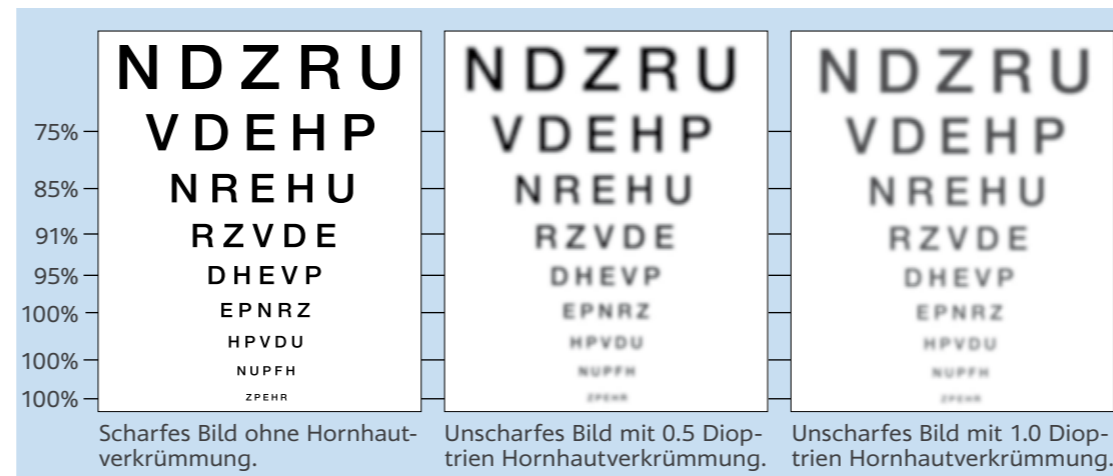 N D Z R U N D Z R U N D Z R U
75% V D E H P V D E H P V D E H P
85% N R E H U N R E H U N R E H U
91% R Z V D E R Z V D E R Z V D E
95% D H E V P D H E V P D H E V P
100% E P N R Z E P N R Z E P N R Z
100% H P V D U H P V D U H P V D U
N U P F H N U P F H N U P F H
100% Z P E H R Z P E H R Z P E H R
Scharfes Bild ohne Hornhaut-
verkrümmung.
Unscharfes Bild mit 0.5 Diop-
trien Hornhautverkrümmung.
Unscharfes Bild mit 1.0 Diop-
trien Hornhautverkrümmung.